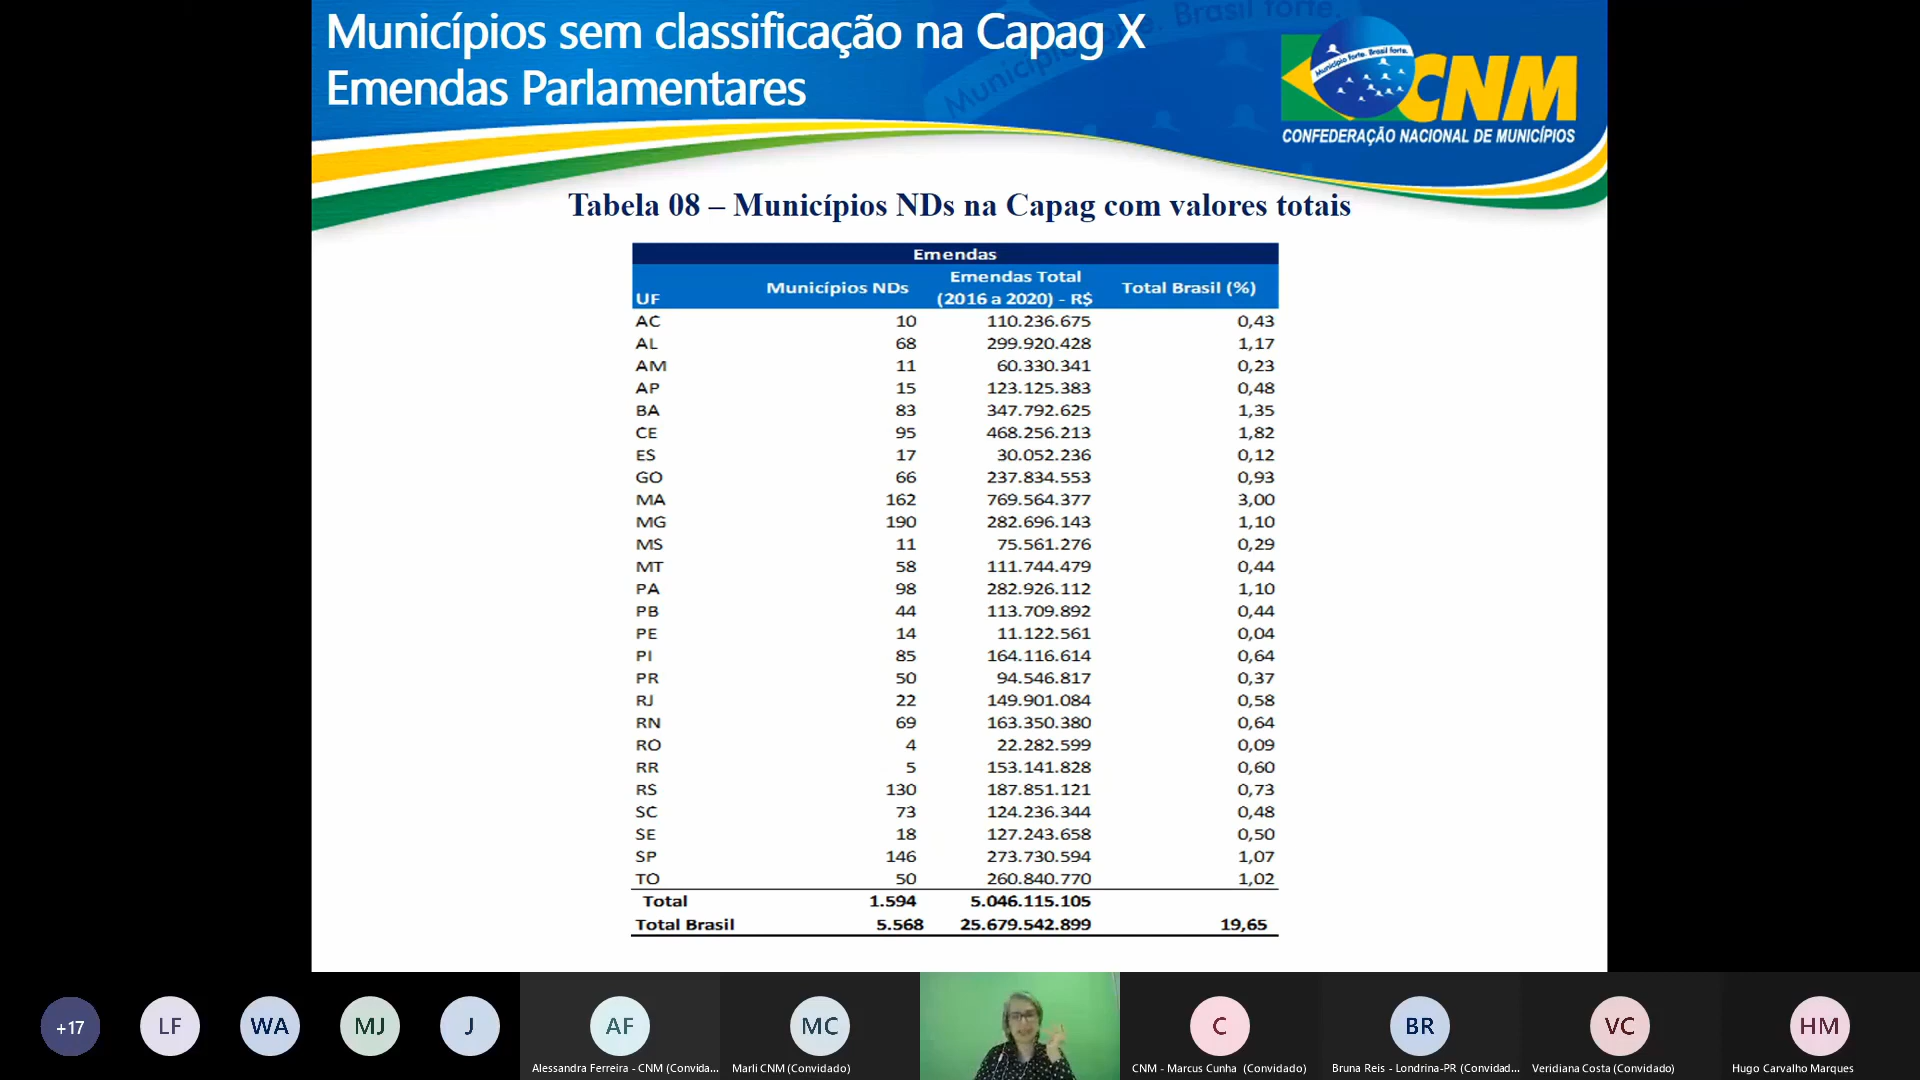 Municípios sem classificação na Capag X
Emendas Parlamentares
Município forte. Brasil forte.
Município forte. Brasil forte.
CNM
CONFEDERAÇÃO NACIONAL DE MUNICÍPIOS
Tabela 08 – Municípios NDs na Capag com valores totais
Emendas
UF Municípios NDs Emendas Total (2016 a 2020) - R$ Total Brasil (%)
AC 10 110.236.675 0,43
AL 68 299.920.428 1,17
AM 11 60.330.341 0,23
AP 15 123.125.383 0,48
BA 83 347.792.625 1,35
CE 95 468.256.213 1,82
ES 17 30.052.236 0,12
GO 66 237.834.553 0,93
MA 162 769.564.377 3,00
MG 190 282.696.143 1,10
MS 11 75.561.276 0,29
MT 58 111.744.479 0,44
PA 98 282.926.112 1,10
PB 44 113.709.892 0,44
PE 14 11.122.561 0,04
PI 85 164.116.614 0,64
PR 50 94.546.817 0,37
RJ 22 149.901.084 0,58
RN 69 163.350.380 0,64
RO 4 22.282.599 0,09
RR 5 153.141.828 0,60
RS 130 187.851.121 0,73
SC 73 124.236.344 0,48
SE 18 127.243.658 0,50
SP 146 273.730.594 1,07
TO 50 260.840.770 1,02
Total 1.594 5.046.115.105
Total Brasil 5.568 25.679.542.899 19,65
+17 LF WA MJ J AF MC C BR VC HM
Alessandra Ferreira - CNM (Convida... Marli CNM (Convidado) CNM - Marcus Cunha (Convidado) Bruna Reis - Londrina-PR (Convidad... Veridiana Costa (Convidado) Hugo Carvalho Marques